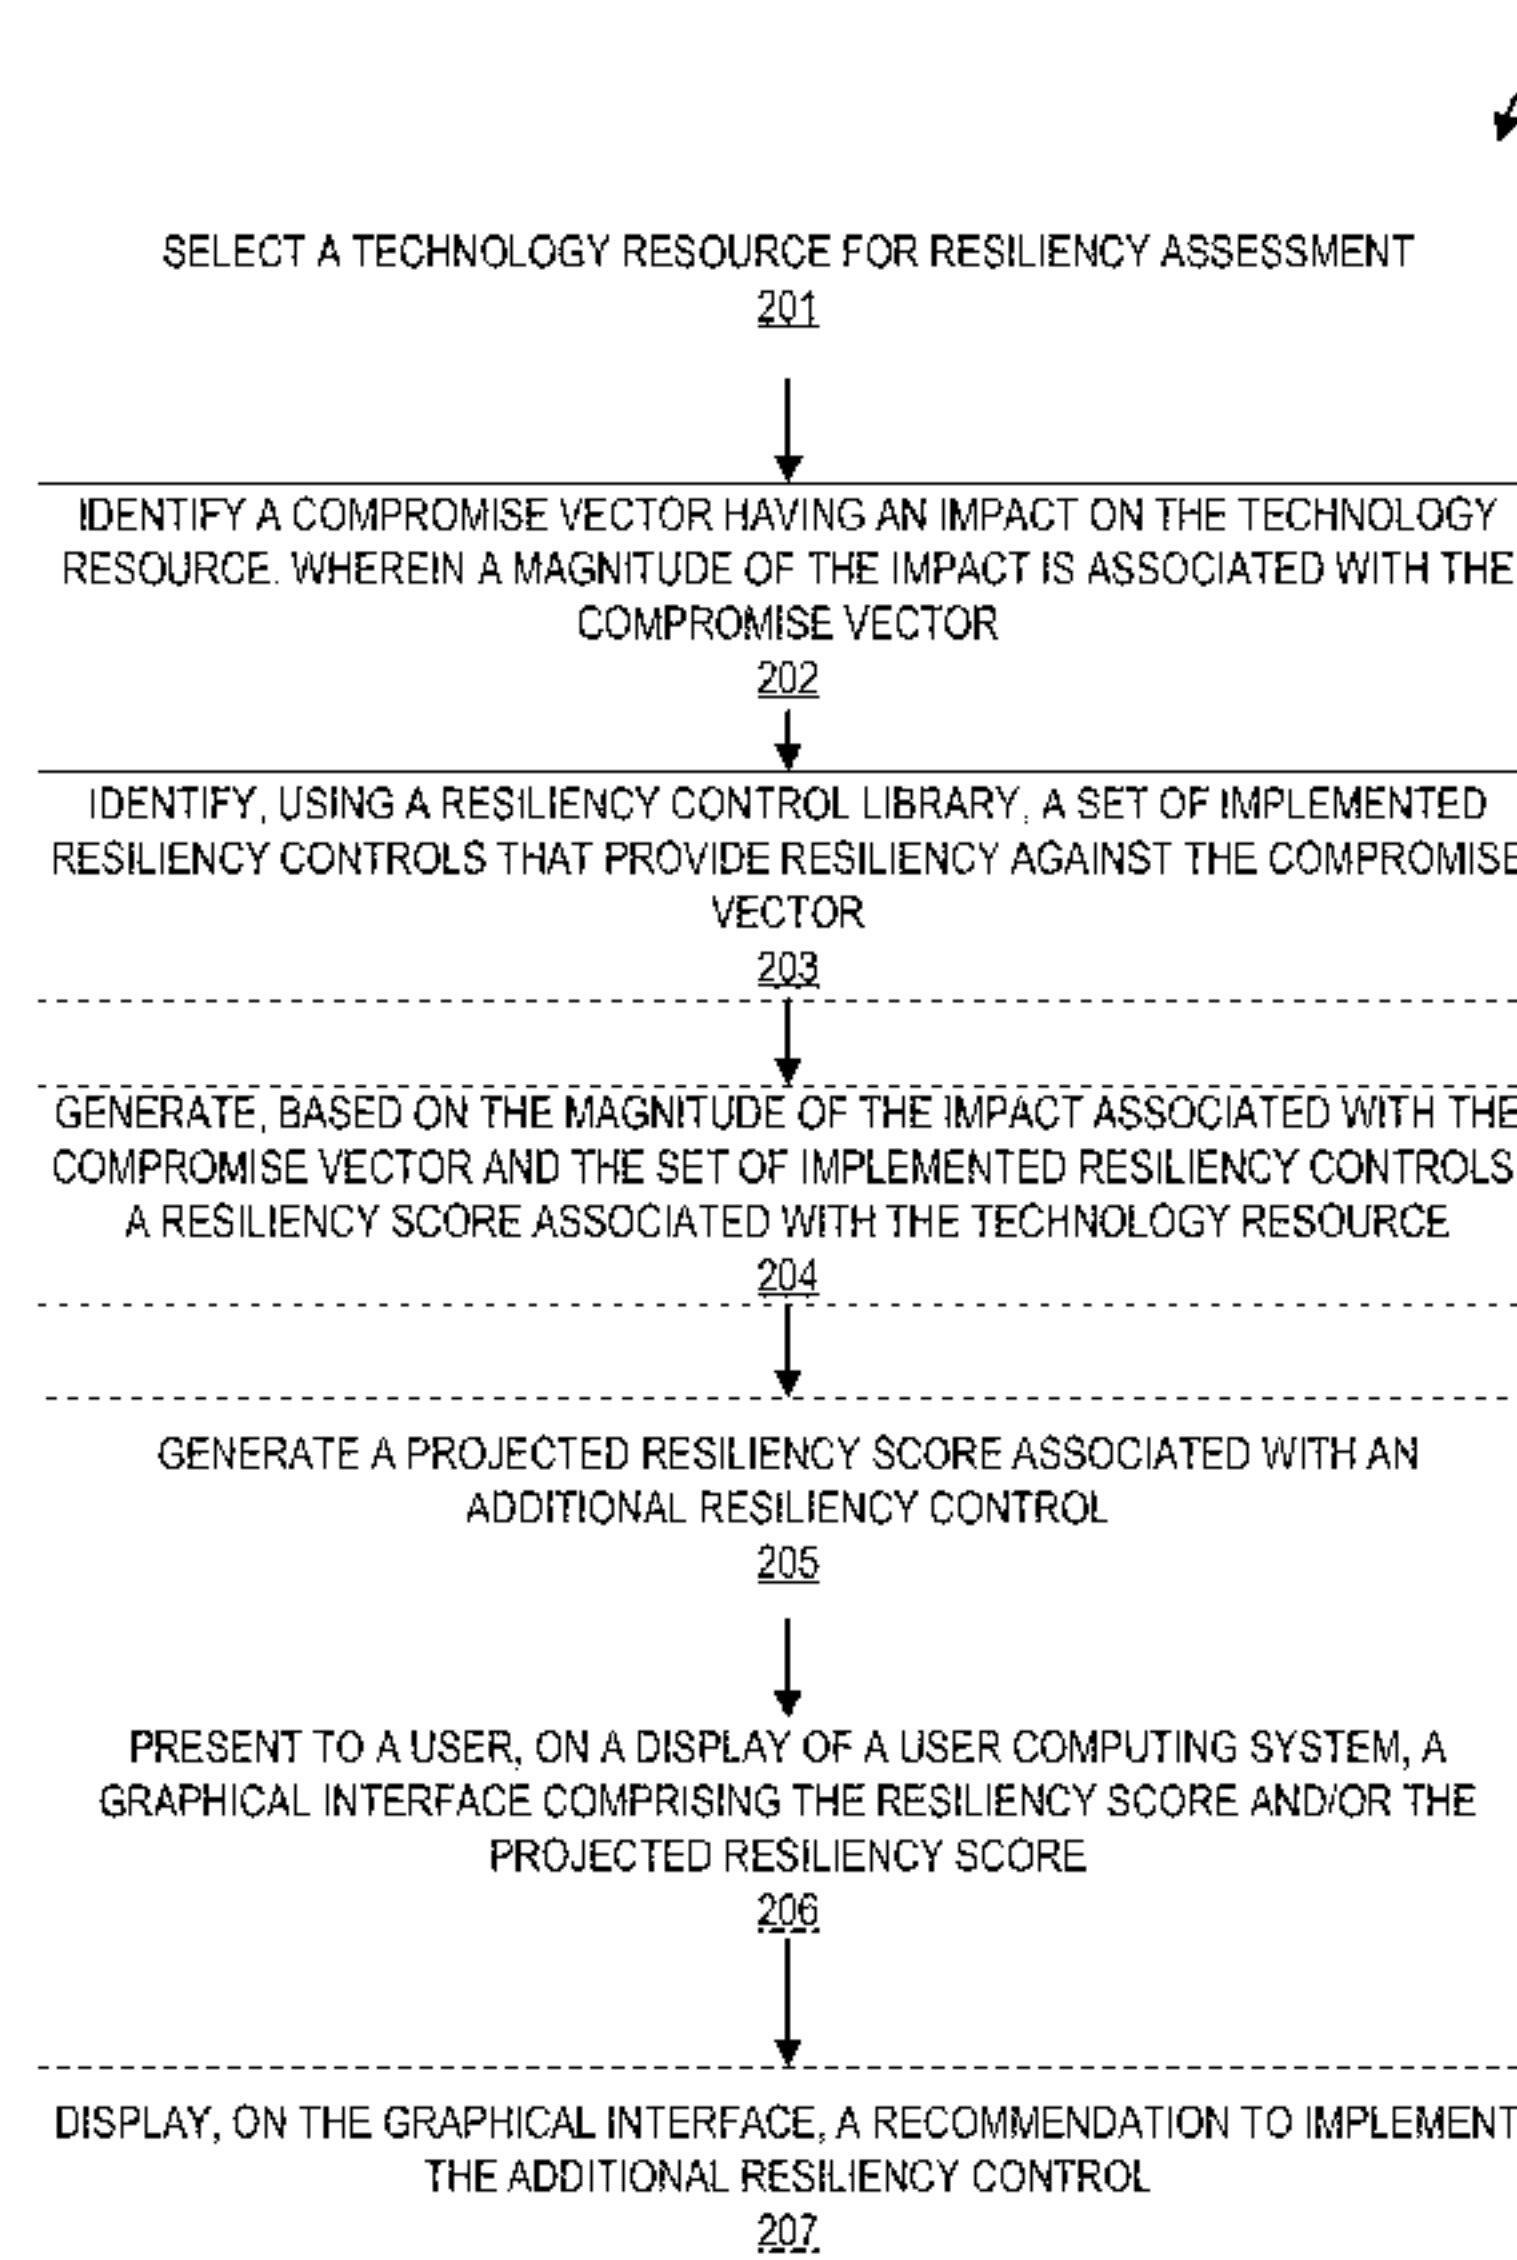 SELECT A TECHNOLOGY RESOURCE FOR RESILIENCY ASSESSMENT
201
IDENTIFY A COMPROMISE VECTOR HAVING AN IMPACT ON THE TECHNOLOGY
RESOURCE. WHEREIN A MAGNITUDE OF THE IMPACT IS ASSOCIATED WITH THE
COMPROMISE VECTOR
202
IDENTIFY, USING A RESILIENCY CONTROL LIBRARY, A SET OF IMPLEMENTED
RESILIENCY CONTROLS THAT PROVIDE RESILIENCY AGAINST THE COMPROMISE
VECTOR
203
GENERATE, BASED ON THE MAGNITUDE OF THE IMPACT ASSOCIATED WITH THE
COMPROMISE VECTOR AND THE SET OF IMPLEMENTED RESILIENCY CONTROLS
A RESILIENCY SCORE ASSOCIATED WITH THE TECHNOLOGY RESOURCE
204
GENERATE A PROJECTED RESILIENCY SCORE ASSOCIATED WITH AN
ADDITIONAL RESILIENCY CONTROL
205
PRESENT TO A USER, ON A DISPLAY OF A USER COMPUTING SYSTEM, A
GRAPHICAL INTERFACE COMPRISING THE RESILIENCY SCORE AND/OR THE
PROJECTED RESILIENCY SCORE
206
DISPLAY, ON THE GRAPHICAL INTERFACE, A RECOMMENDATION TO IMPLEMENT
THE ADDITIONAL RESILIENCY CONTROL
207